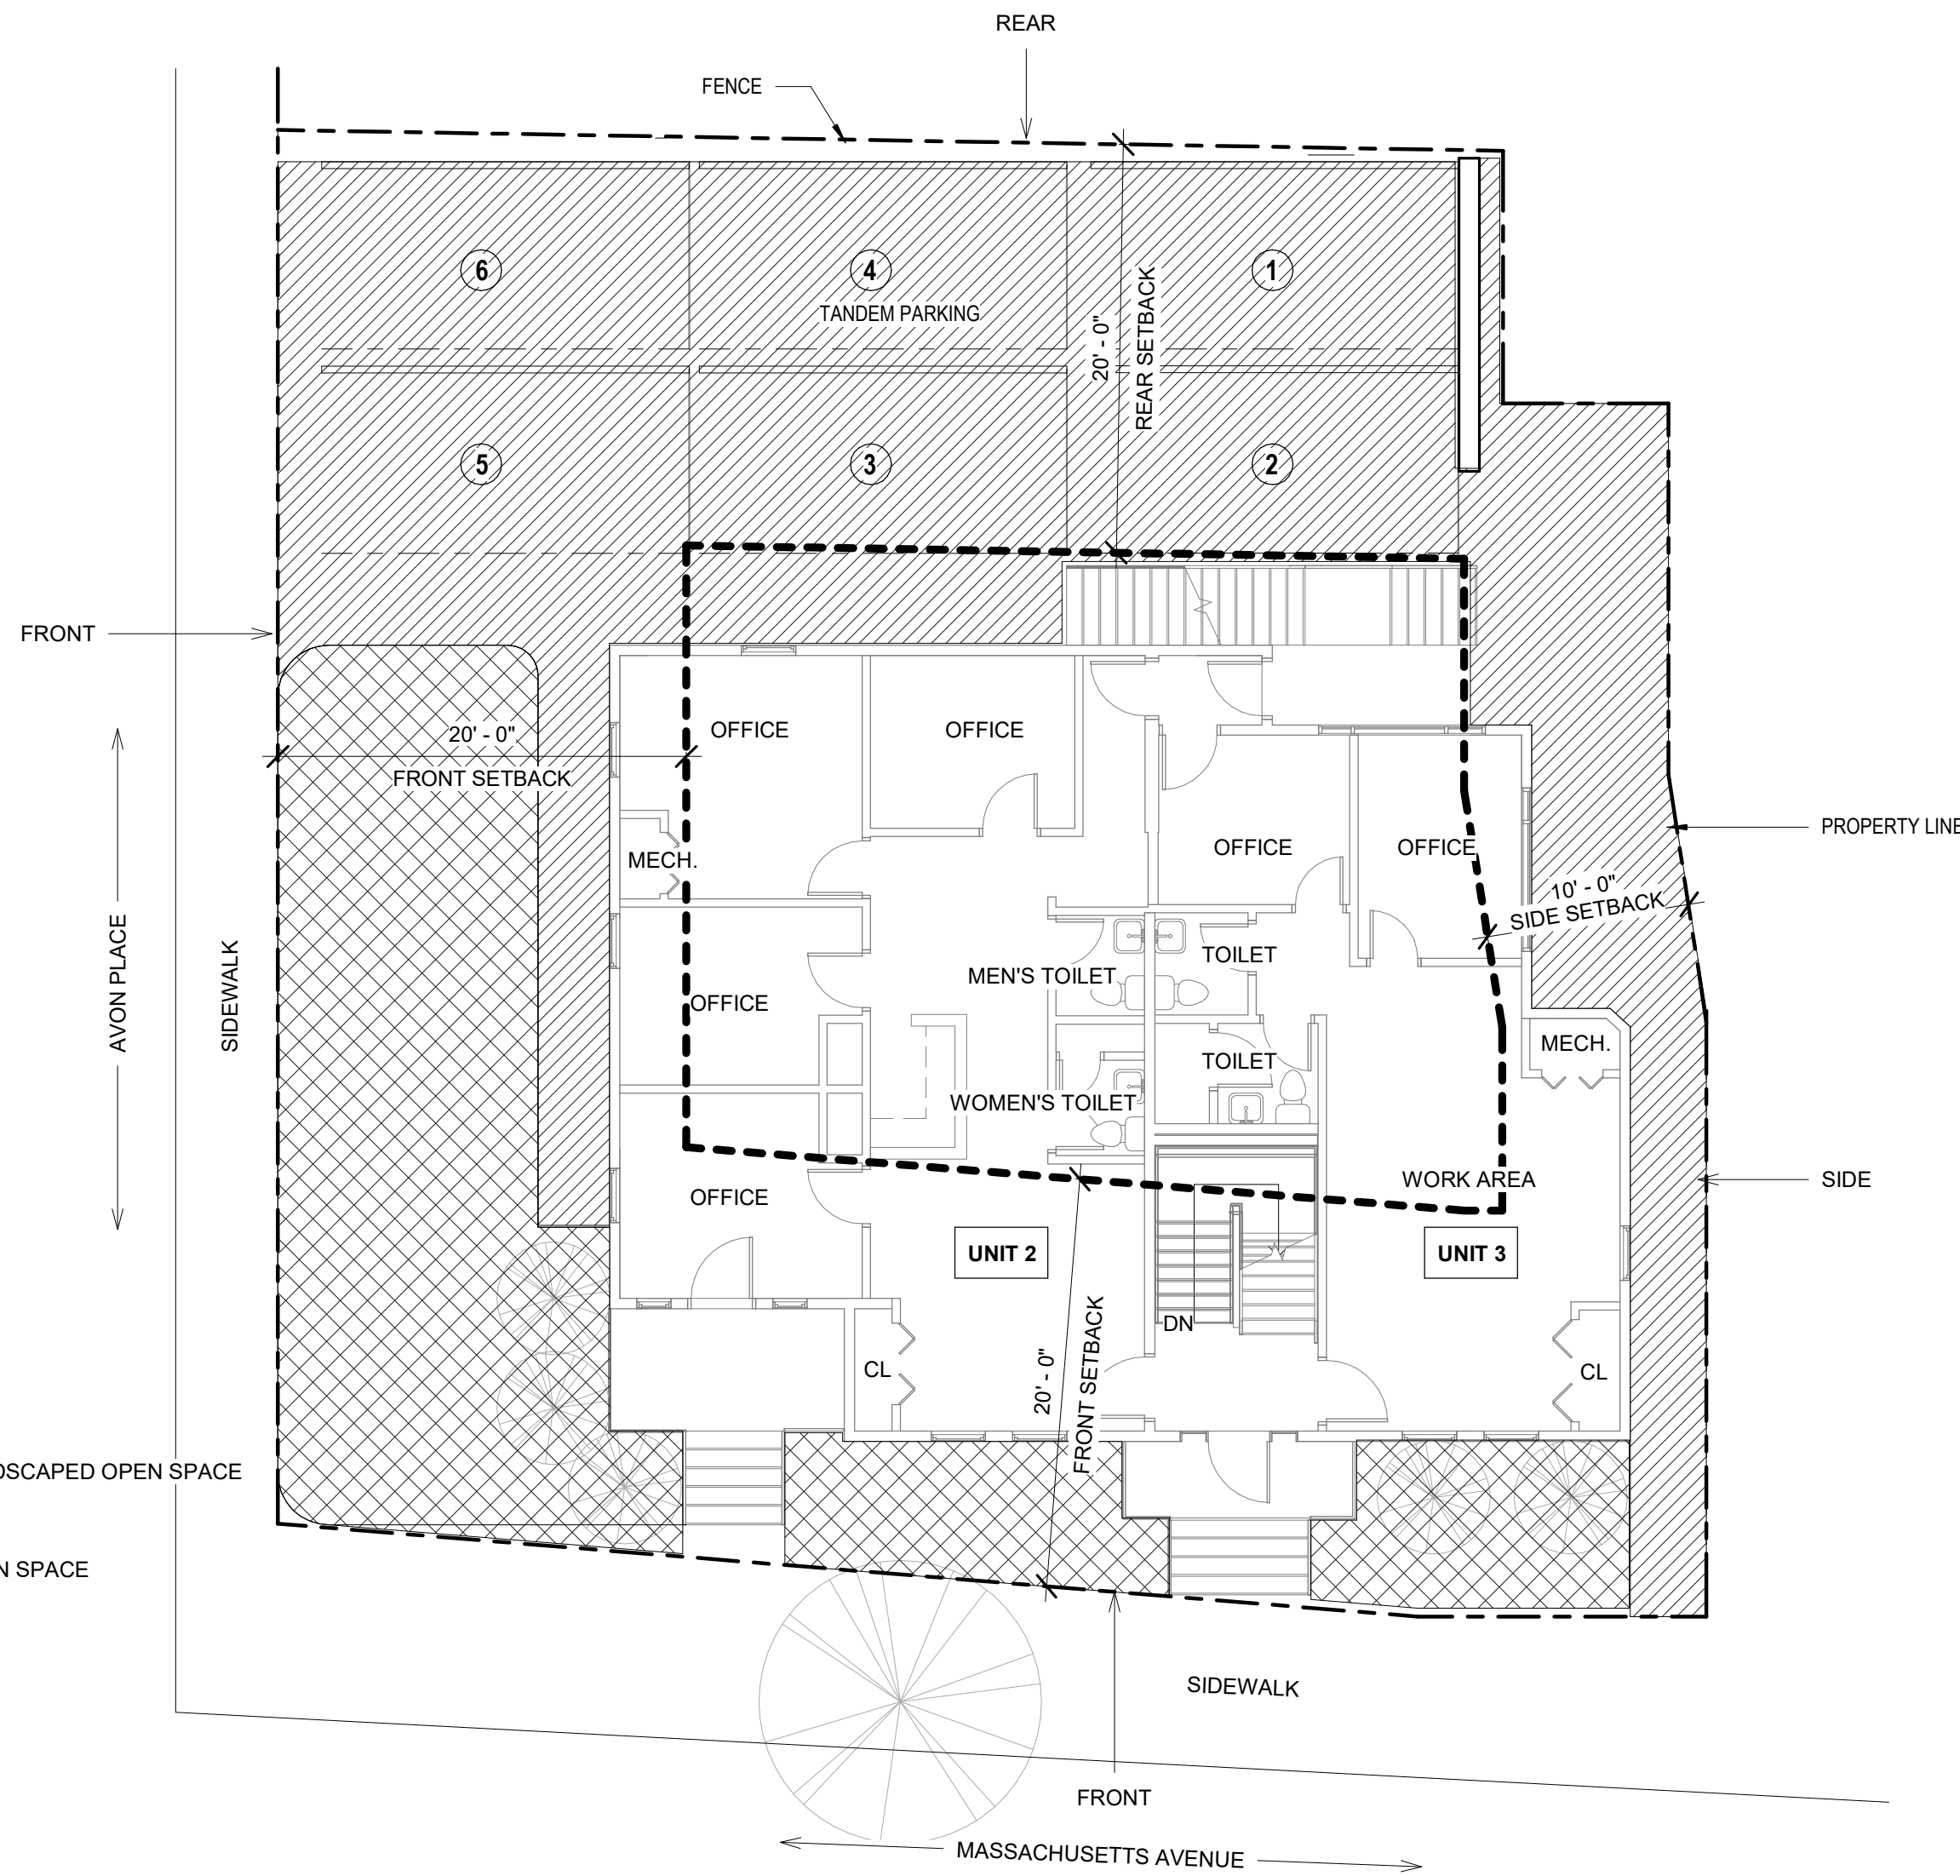 REAR
FENCE
6
4
1
TANDEM PARKING
20' - 0"
REAR SETBACK
5
3
2
FRONT
20' - 0"
FRONT SETBACK
OFFICE
OFFICE
MECH.
OFFICE
OFFICE
PROPERTY LINE
10' - 0"
SIDE SETBACK
AVON PLACE
SIDEWALK
MEN'S TOILET
TOILET
OFFICE
MECH.
TOILET
WOMEN'S TOILET
OFFICE
WORK AREA
SIDE
UNIT 2
UNIT 3
DN
20' - 0"
FRONT SETBACK
CL
CL
DSCAPED OPEN SPACE
N SPACE
SIDEWALK
FRONT
MASSACHUSETTS AVENUE